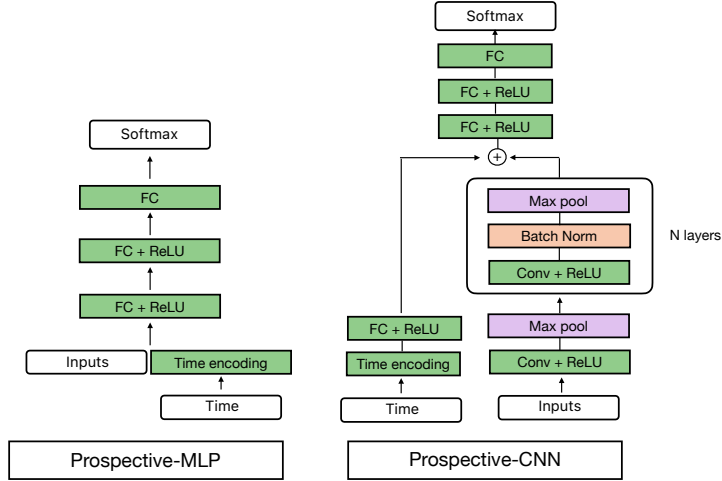 Softmax
FC
FC + ReLU
FC + ReLU
Inputs
Time encoding
Time
Prospective-MLP
Softmax
FC
FC + ReLU
FC + ReLU
+
Max pool
Batch Norm
Conv + ReLU
N layers
FC + ReLU
Time encoding
Time
Max pool
Conv + ReLU
Inputs
Prospective-CNN